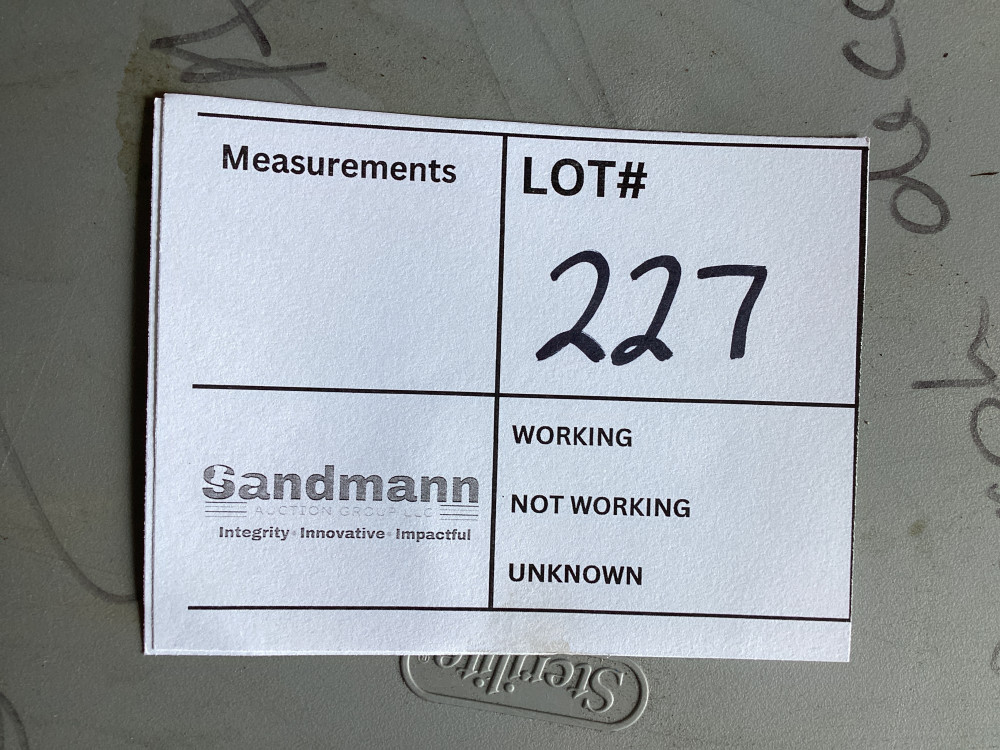 Measurements
LOT#
227
Sandmann
AUCTION GROUP LLC
Integrity Innovative Impactful
WORKING
NOT WORKING
UNKNOWN
Sterilite®